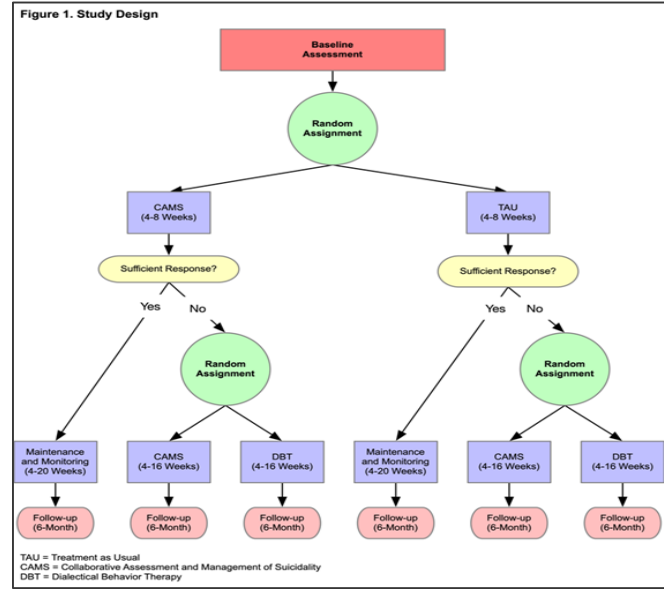 Figure 1. Study Design
Baseline
Assessment
Random
Assignment
CAMS
(4-8 Weeks)
TAU
(4-8 Weeks)
Sufficient Response?
Sufficient Response?
Yes
No
Yes
No
Random
Assignment
Random
Assignment
Maintenance
and Monitoring
(4-20 Weeks)
CAMS
(4-16 Weeks)
DBT
(4-16 Weeks)
Maintenance
and Monitoring
(4-20 Weeks)
CAMS
(4-16 Weeks)
DBT
(4-16 Weeks)
Follow-up
(6-Month)
Follow-up
(6-Month)
Follow-up
(6-Month)
Follow-up
(6-Month)
Follow-up
(6-Month)
Follow-up
(6-Month)
TAU = Treatment as Usual
CAMS = Collaborative Assessment and Management of Suicidality
DBT = Dialectical Behavior Therapy